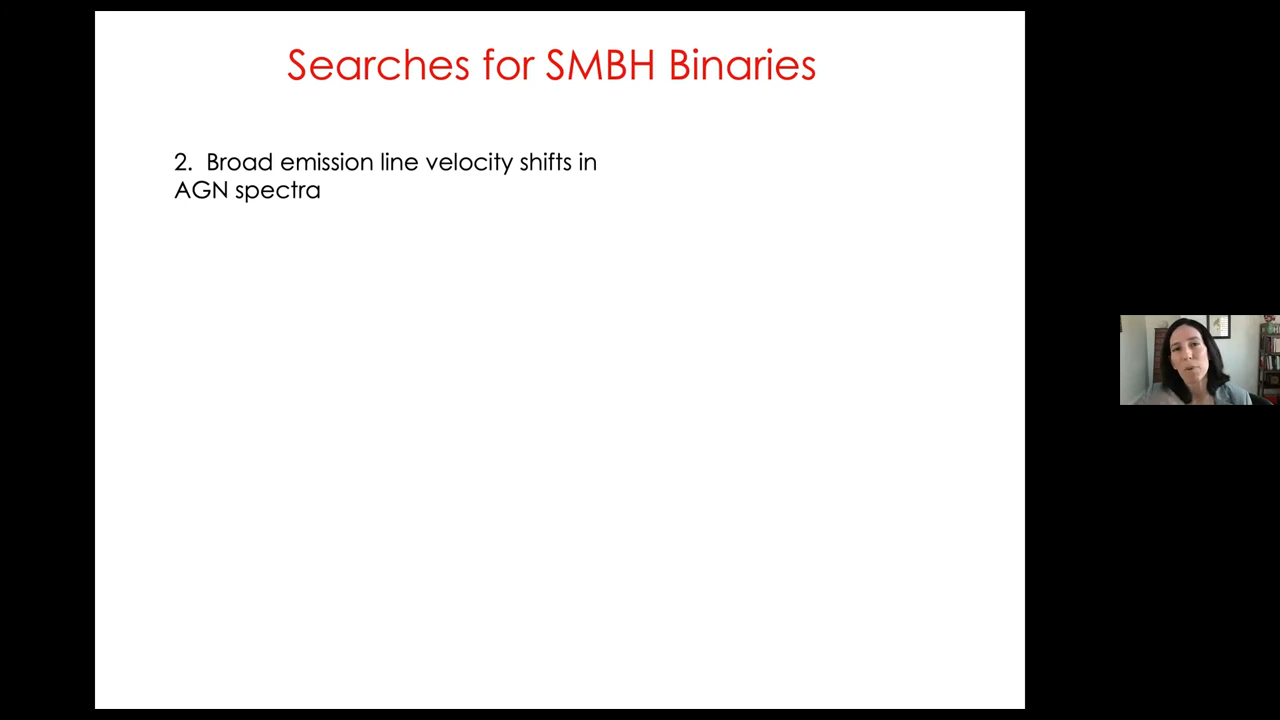 Searches for SMBH Binaries
2. Broad emission line velocity shifts in
AGN spectra